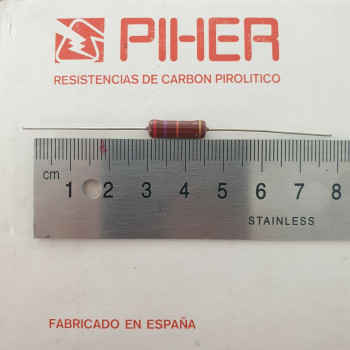 PIHER
RESISTENCIAS DE CARBON PIROLITICO
cm 1 2 3 4 5 6 7 8
STAINLESS
FABRICADO EN ESPAÑA